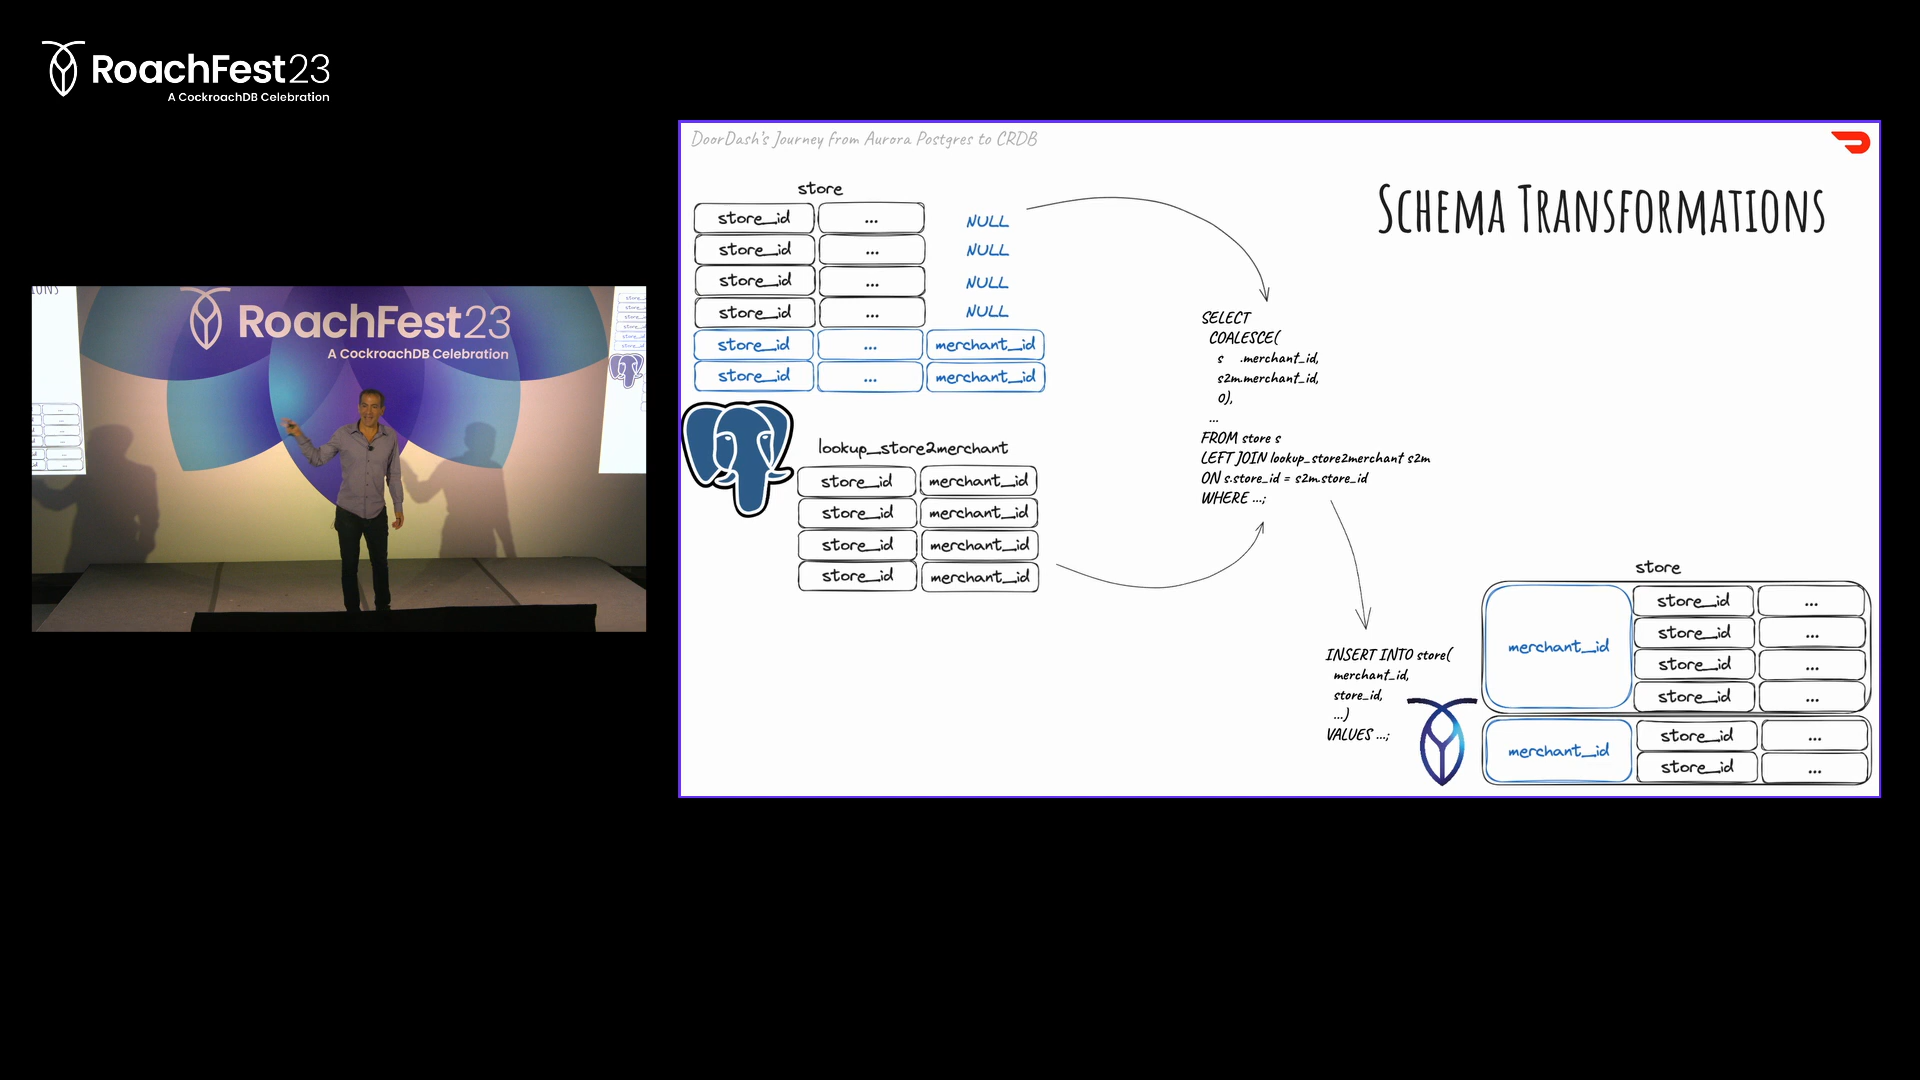 RoachFest23
A CockroachDB Celebration
DoorDash's Journey from Aurora Postgres to CRDB
SCHEMA TRANSFORMATIONS
store
store_id ... NULL
store_id ... NULL
store_id ... NULL
store_id ... NULL
store_id ... merchant_id
store_id ... merchant_id
lookup_store2merchant
store_id merchant_id
store_id merchant_id
store_id merchant_id
store_id merchant_id
SELECT
COALESCE(
s .merchant_id,
s2m.merchant_id,
0),
...
FROM store s
LEFT JOIN lookup_store2merchant s2m
ON s.store_id = s2m.store_id
WHERE ...;
INSERT INTO store(
merchant_id,
store_id,
...)
VALUES ...;
store
merchant_id
store_id ...
store_id ...
store_id ...
store_id ...
merchant_id
store_id ...
store_id ...
RoachFest23
A CockroachDB Celebration